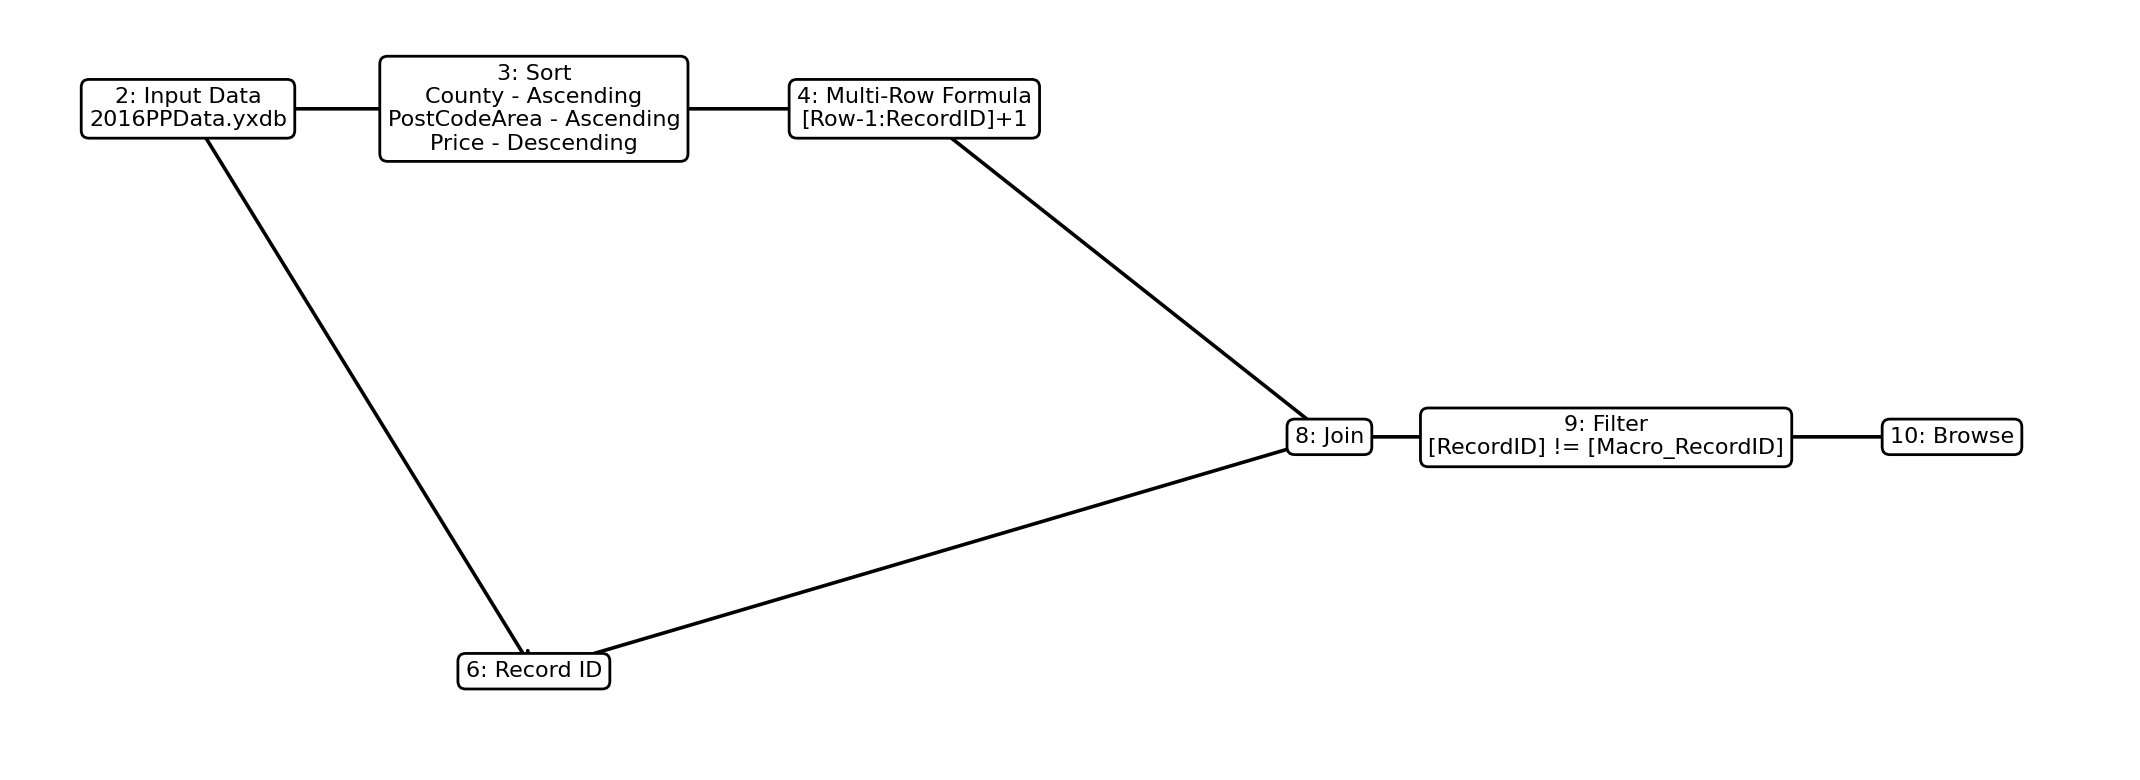 2: Input Data
2016PPData.yxdb
3: Sort
County - Ascending
PostCodeArea - Ascending
Price - Descending
4: Multi-Row Formula
[Row-1:RecordID]+1
8: Join
9: Filter
[RecordID] != [Macro_RecordID]
10: Browse
6: Record ID